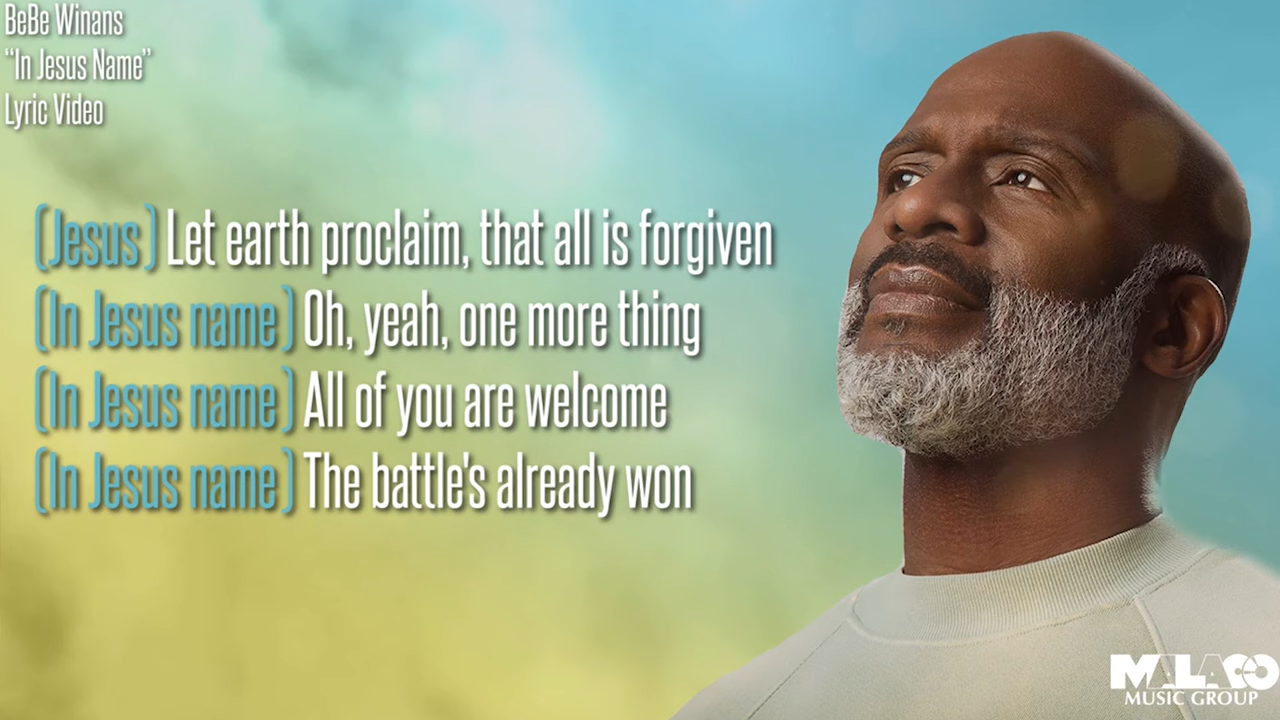 BeBe Winans
“In Jesus Name”
Lyric Video
(Jesus) Let earth proclaim, that all is forgiven
(In Jesus name) Oh, yeah, one more thing
(In Jesus name) All of you are welcome
(In Jesus name) The battle's already won
MALACO
MUSIC GROUP